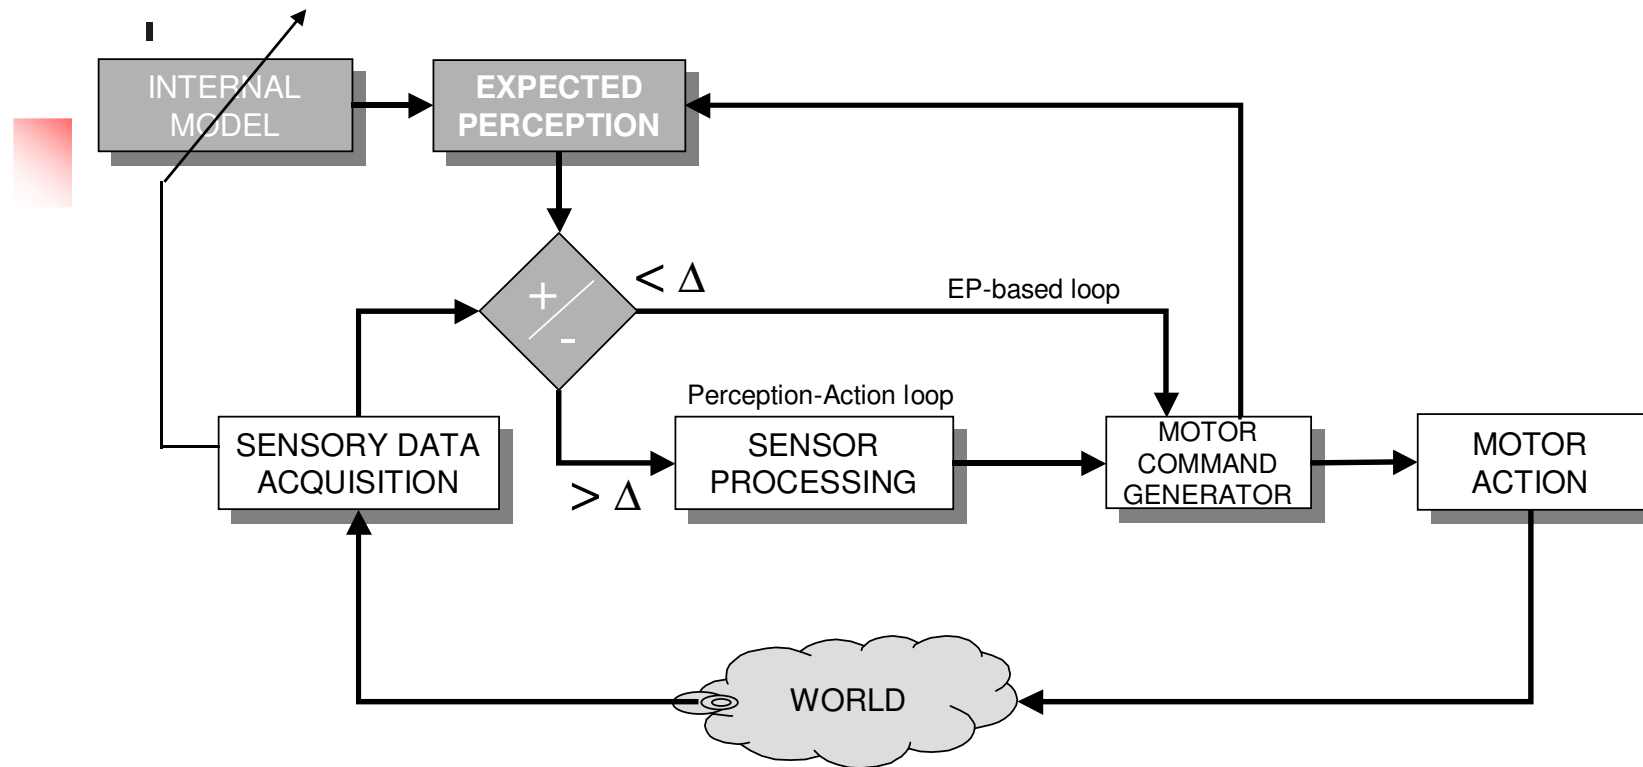 INTERNAL
MODEL
EXPECTED
PERCEPTION
+
-
< Δ
EP-based loop
Perception-Action loop
SENSORY DATA
ACQUISITION
> Δ
SENSOR
PROCESSING
MOTOR
COMMAND
GENERATOR
MOTOR
ACTION
WORLD